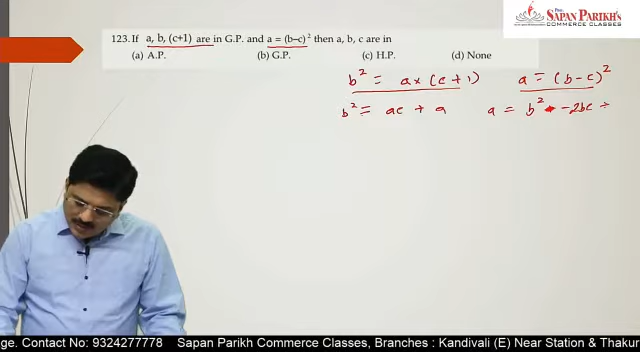 Prof.
SAPAN PARIKH'S
COMMERCE CLASSES
123. If a, b, (c+1) are in G.P. and a = (b−c)² then a, b, c are in
(a) A.P. (b) G.P. (c) H.P. (d) None
b² = a × (c + 1) a = (b − c)²
b² = ac + a a = b² - −2bc +
ge. Contact No: 9324277778 Sapan Parikh Commerce Classes, Branches : Kandivali (E) Near Station & Thakur